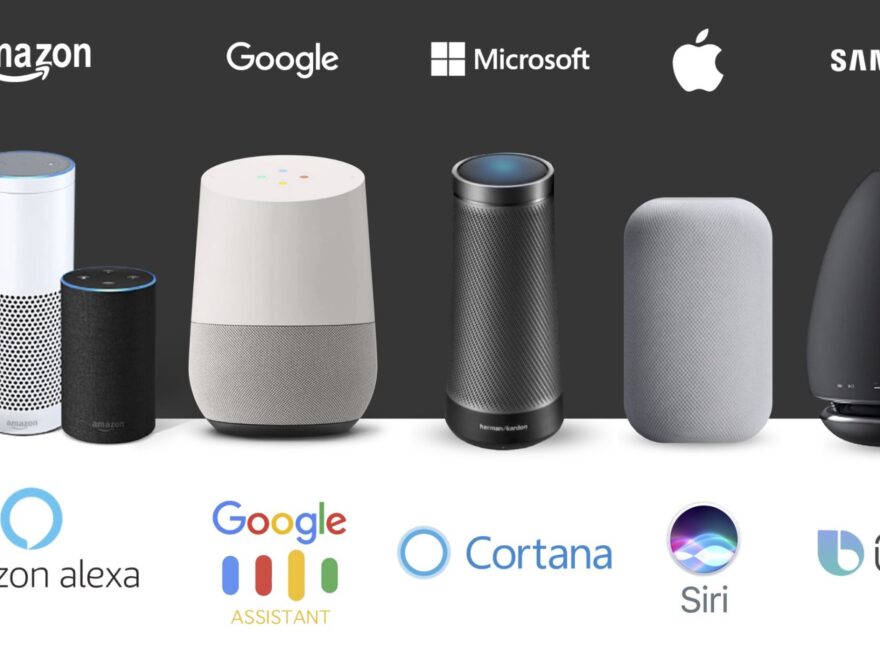 amazon
Google
Microsoft
SAM
amazon
amazon
harman/kardon
zon alexa
Google
ASSISTANT
Cortana
Siri
b